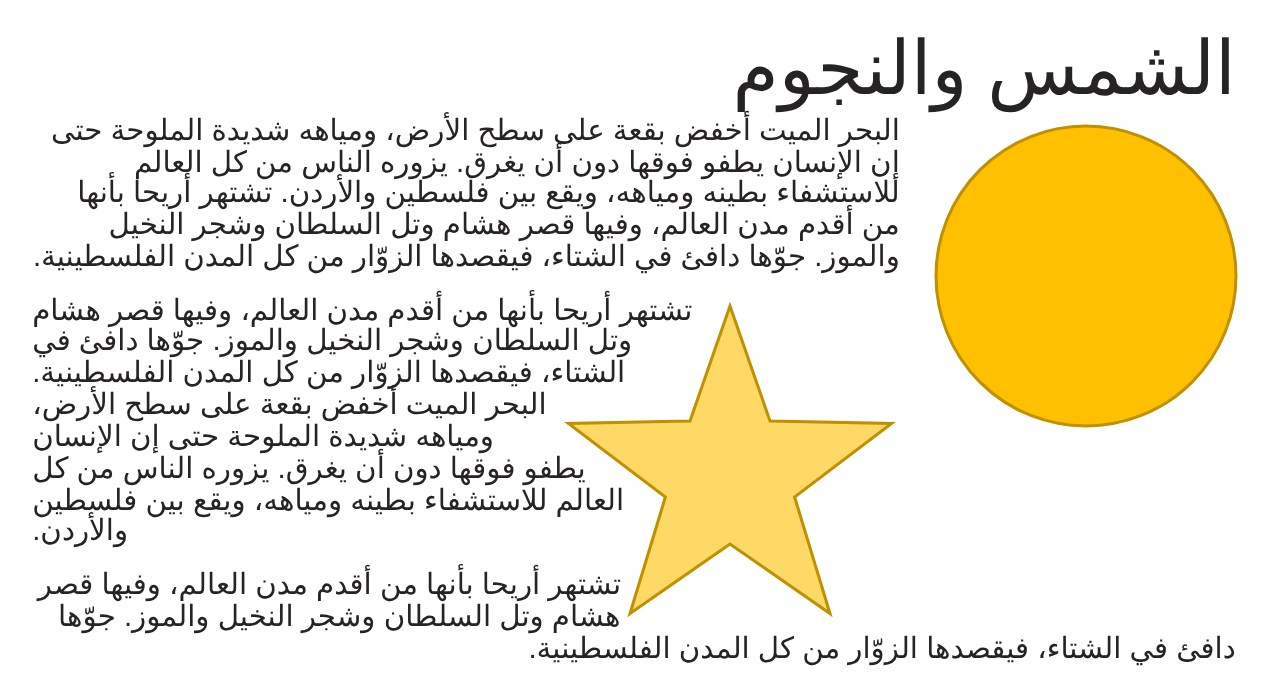 الشمس والنجوم
البحر الميت أخفض بقعة على سطح الأرض، ومياهه شديدة الملوحة حتى
إن الإنسان يطفو فوقها دون أن يغرق. يزوره الناس من كل العالم
للاستشفاء بطينه ومياهه، ويقع بين فلسطين والأردن. تشتهر أريحا بأنها
من أقدم مدن العالم، وفيها قصر هشام وتل السلطان وشجر النخيل
والموز. جوّها دافئ في الشتاء، فيقصدها الزوّار من كل المدن الفلسطينية.
تشتهر أريحا بأنها من أقدم مدن العالم، وفيها قصر هشام
وتل السلطان وشجر النخيل والموز. جوّها دافئ في
الشتاء، فيقصدها الزوّار من كل المدن الفلسطينية.
البحر الميت أخفض بقعة على سطح الأرض،
ومياهه شديدة الملوحة حتى إن الإنسان
يطفو فوقها دون أن يغرق. يزوره الناس من كل
العالم للاستشفاء بطينه ومياهه، ويقع بين فلسطين
والأردن.
تشتهر أريحا بأنها من أقدم مدن العالم، وفيها قصر
هشام وتل السلطان وشجر النخيل والموز. جوّها
دافئ في الشتاء، فيقصدها الزوّار من كل المدن الفلسطينية.